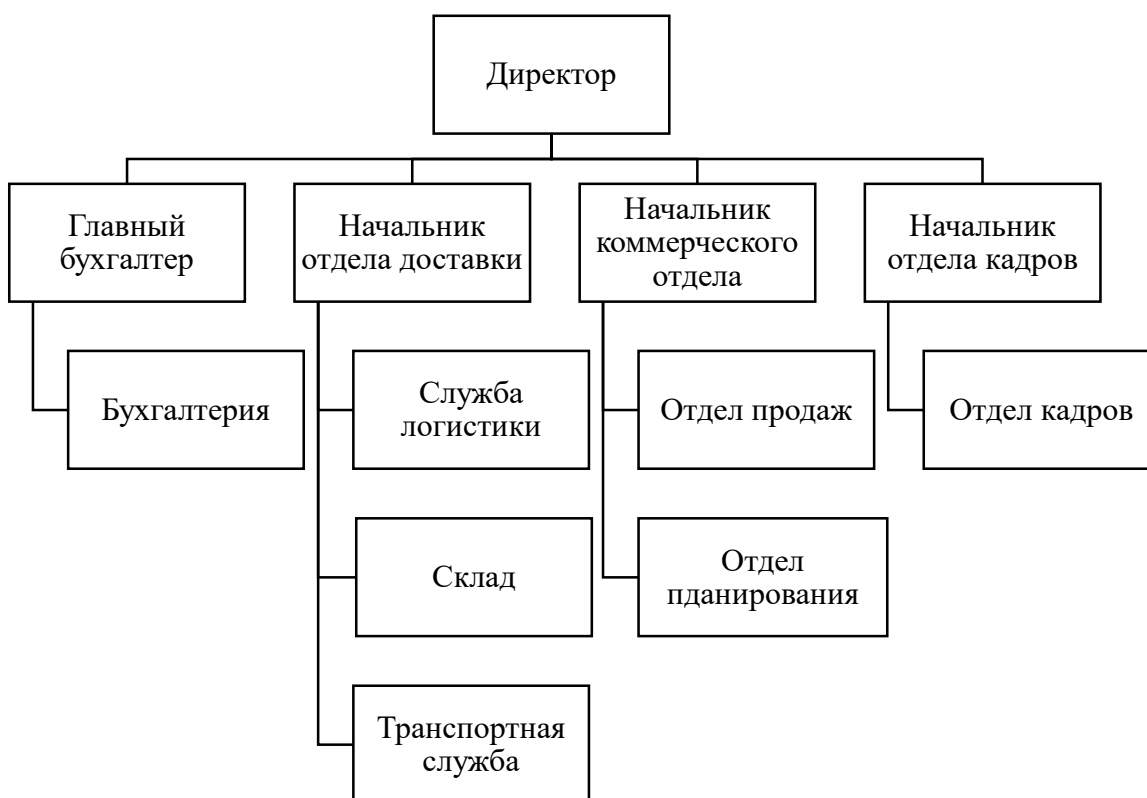 Директор
Главный
бухгалтер
Начальник
отдела доставки
Начальник
коммерческого
отдела
Начальник
отдела кадров
Бухгалтерия
Служба
логистики
Отдел продаж
Отдел кадров
Склад
Отдел
пданирования
Транспортная
служба